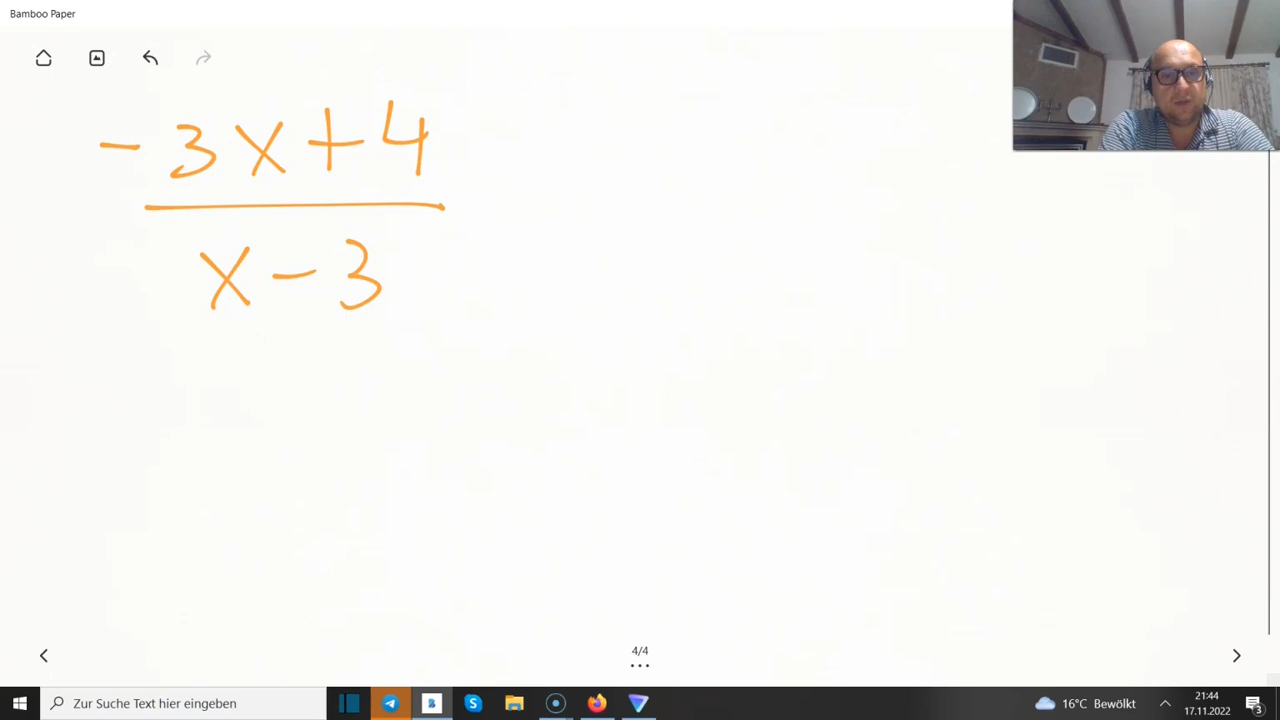 Bamboo Paper
- 3x+4
x - 3
4/4
Zur Suche Text hier eingeben
16°C Bewölkt
21:44
17.11.2022
3